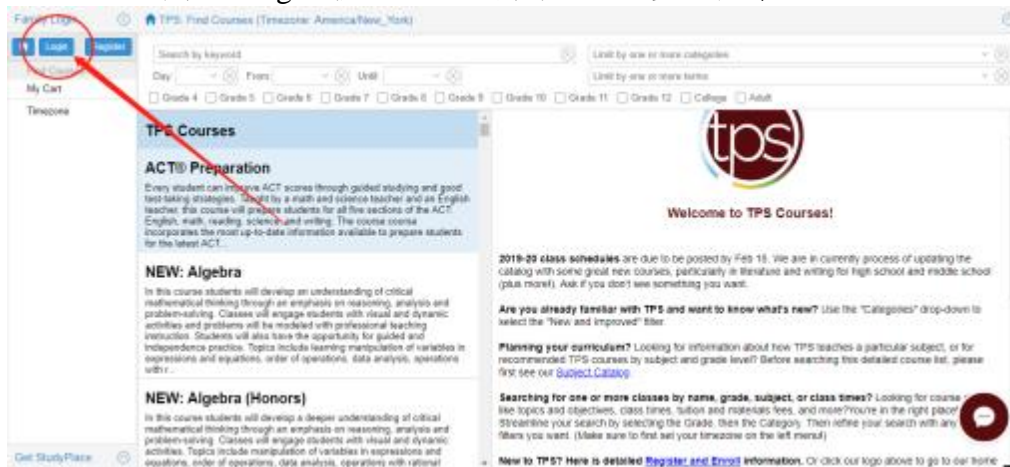 Family Login
TPS: Find Courses (Timezone: America/New_York)
Login
Register
Find Courses
My Cart
Timezone
Search by keyword
Limit by one or more categories
Day
From
Until
Limit by one or more terms
Grade 4 Grade 5 Grade 6 Grade 7 Grade 8 Grade 9 Grade 10 Grade 11 Grade 12 College Adult
TPS Courses
ACT® Preparation
Every student can improve ACT scores through guided studying and good
test-taking strategies. Taught by a math and science teacher and an English
teacher, this course will prepare students for all five sections of the ACT:
English, math, reading, science, and writing. The course
incorporates the most up-to-date information available to prepare students
for the latest ACT...
NEW: Algebra
In this course students will develop an understanding of critical
mathematical thinking through an emphasis on reasoning, analysis and
problem-solving. Classes will engage students with visual and dynamic
activities and problems will be modeled with professional teaching
instruction. Students will also have the opportunity for guided and
independence practice. Topics include learning manipulation of variables in
expressions and equations, order of operations, data analysis, operations
with r...
NEW: Algebra (Honors)
In this course students will develop a deeper understanding of critical
mathematical thinking through an emphasis on reasoning, analysis and
problem-solving. Classes will engage students with visual and dynamic
activities. Topics include manipulation of variables in expressions and
equations, order of operations, data analysis, operations with rational
tps
Welcome to TPS Courses!
2019-20 class schedules are due to be posted by Feb 18. We are in currently process of updating the
catalog with some great new courses, particularly in literature and writing for high school and middle school
(plus more!). Ask if you don't see something you want.
Are you already familiar with TPS and want to know what's new? Use the "Categories" drop-down to
select the "New and Improved" filter.
Planning your curriculum? Looking for information about how TPS teaches a particular subject, or for
recommended TPS courses by subject and grade level? Before searching this detailed course list, please
first see our Subject Catalog.
Searching for one or more classes by name, grade, subject, or class times? Looking for course
like topics and objectives, class times, tuition and materials fees, and more?You're in the right place!
Streamline your search by selecting the Grade, then the Category. Then refine your search with any
filters you want. (Make sure to first set your timezone on the left menu!)
New to TPS? Here is detailed Register and Enroll information. Or click our logo above to go to our home
Get StudyPlace